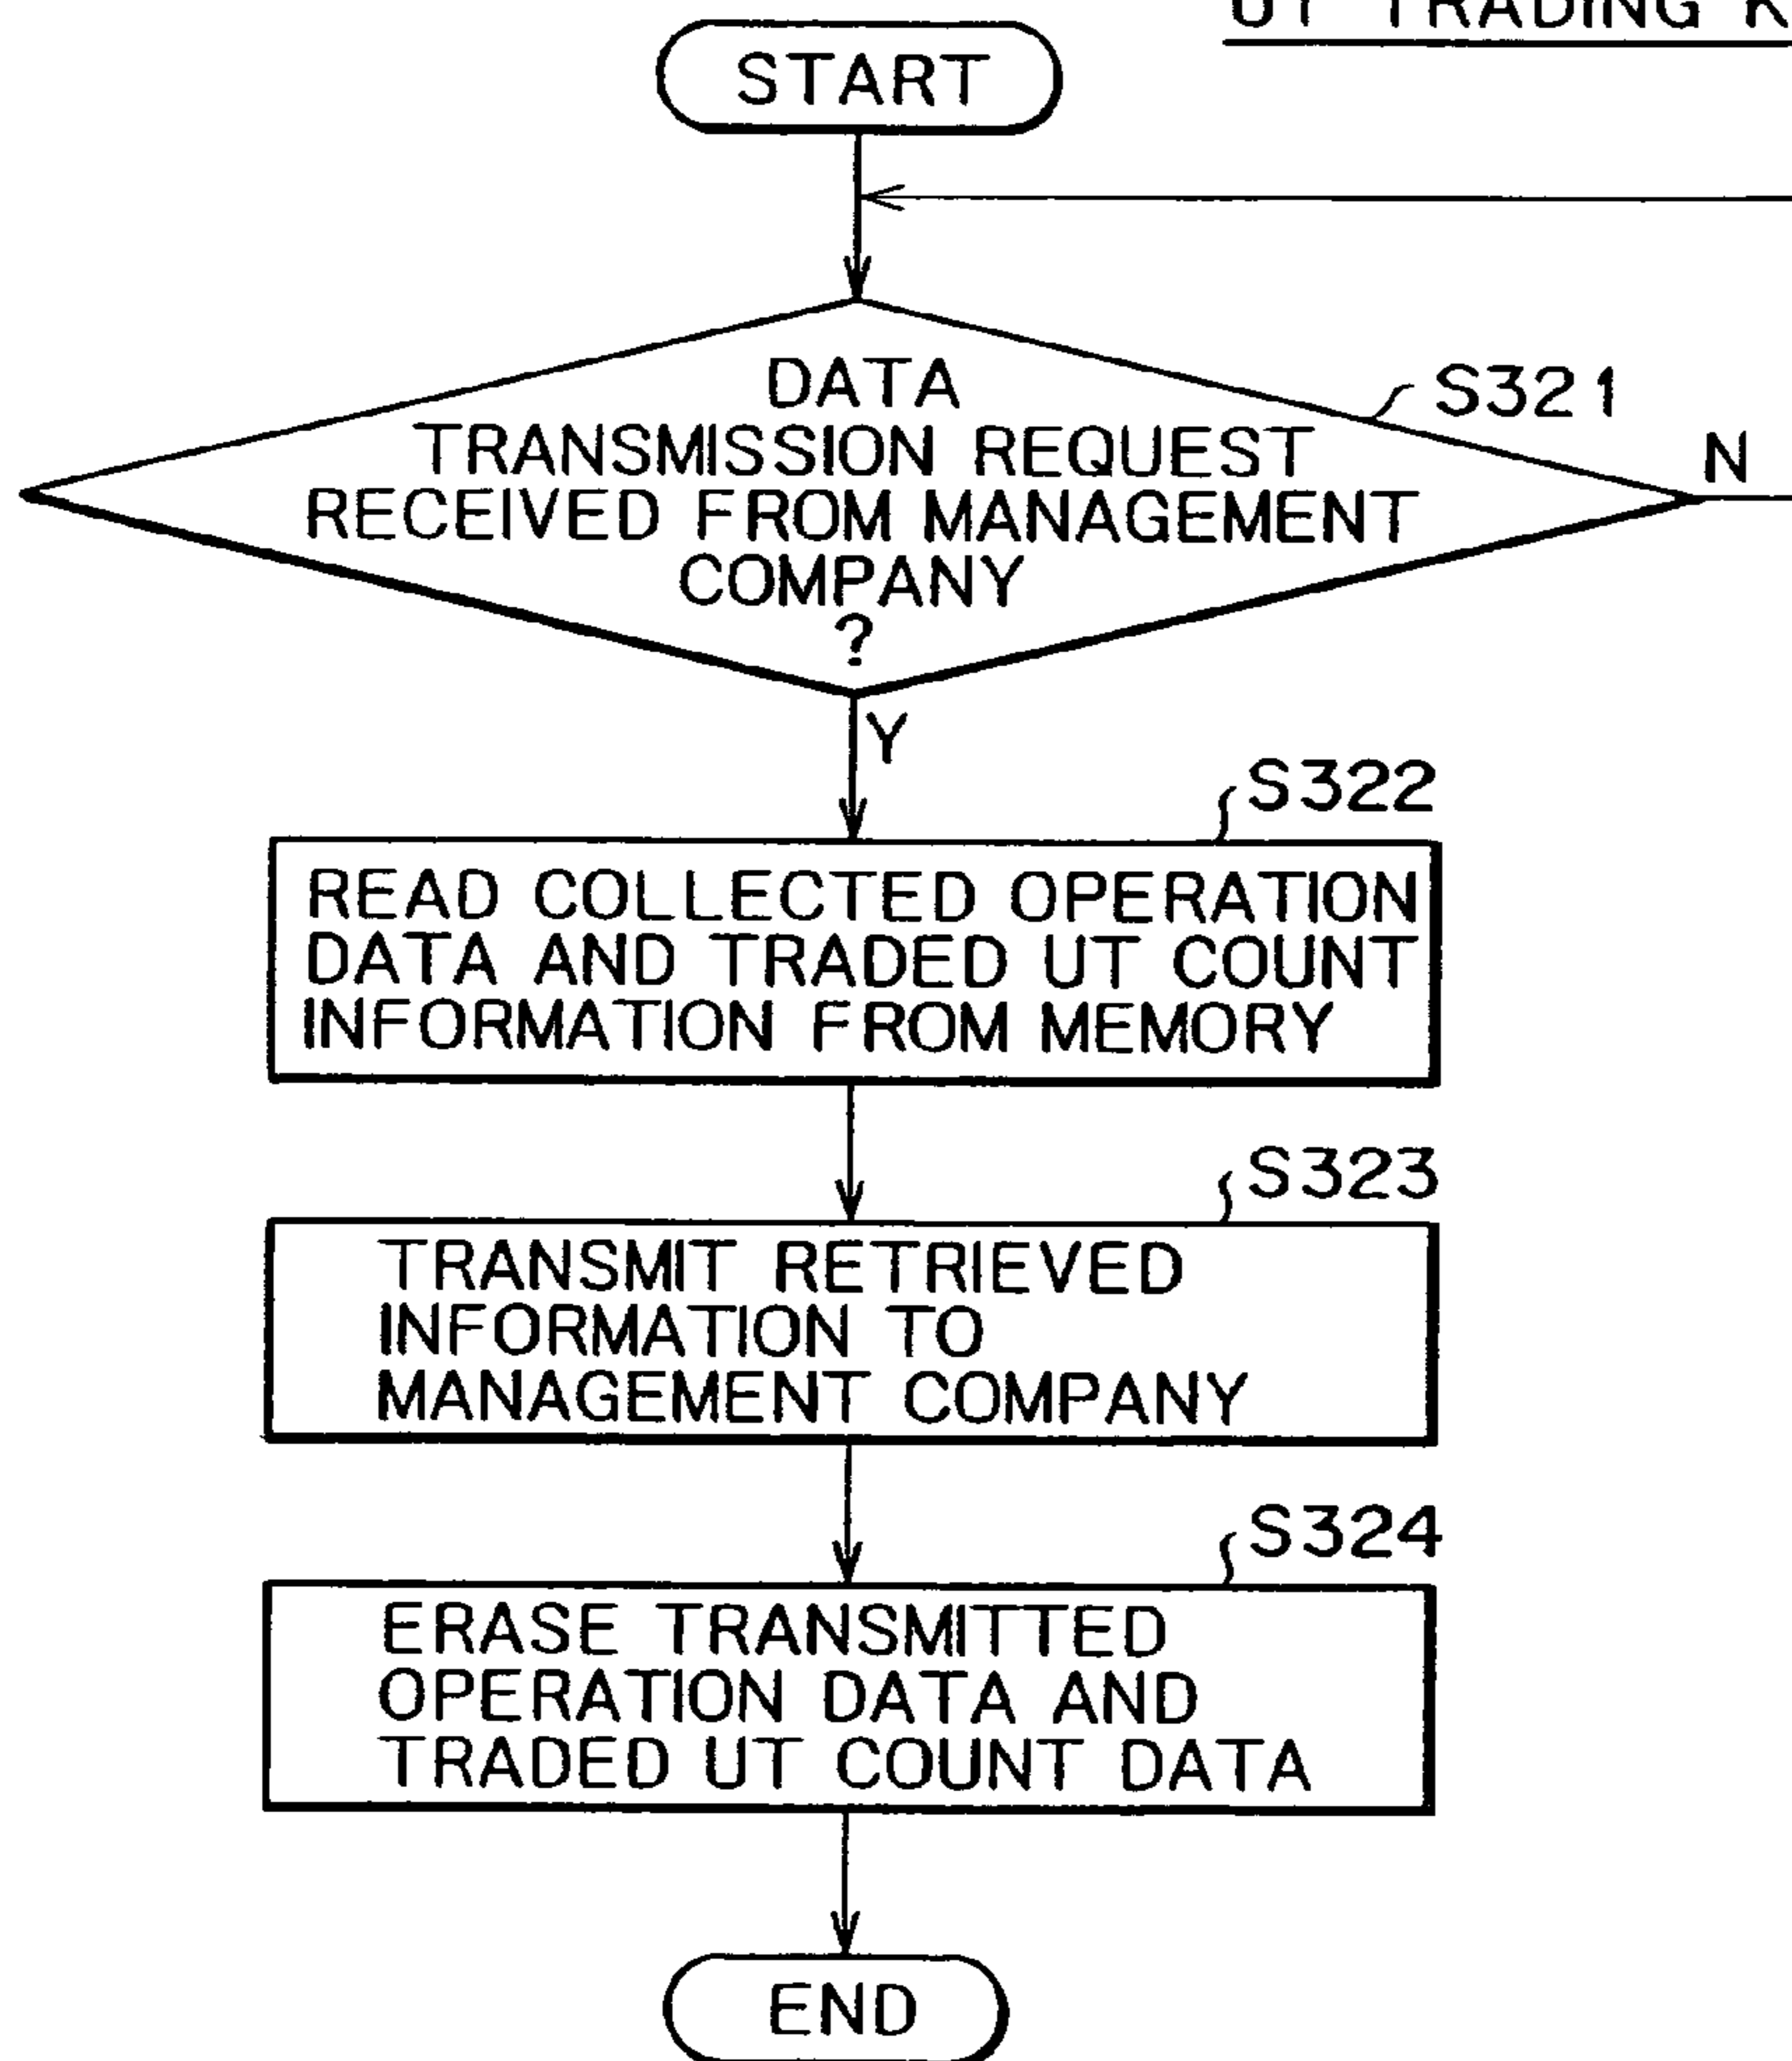 UT TRADING K
START
DATA
S321
TRANSMISSION REQUEST
N
RECEIVED FROM MANAGEMENT
COMPANY
?
Y
S322
READ COLLECTED OPERATION
DATA AND TRADED UT COUNT
INFORMATION FROM MEMORY
S323
TRANSMIT RETRIEVED
INFORMATION TO
MANAGEMENT COMPANY
S324
ERASE TRANSMITTED
OPERATION DATA AND
TRADED UT COUNT DATA
END